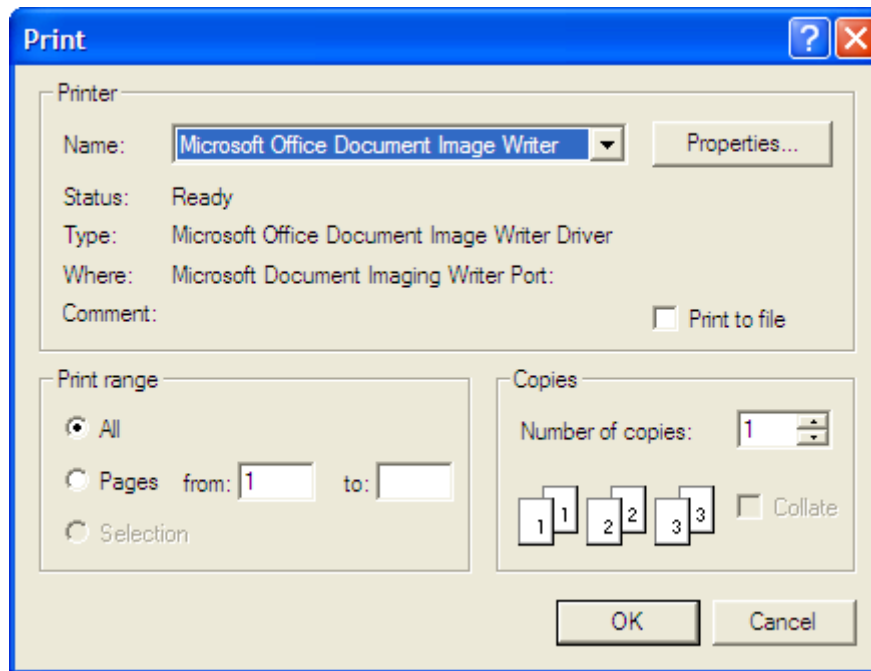 Print
Printer
Name: Microsoft Office Document Image Writer Properties...
Status: Ready
Type: Microsoft Office Document Image Writer Driver
Where: Microsoft Document Imaging Writer Port:
Comment: Print to file
Print range Copies
All Number of copies: 1
Pages from: 1 to:
1 1 2 2 3 3 Collate
Selection
OK Cancel